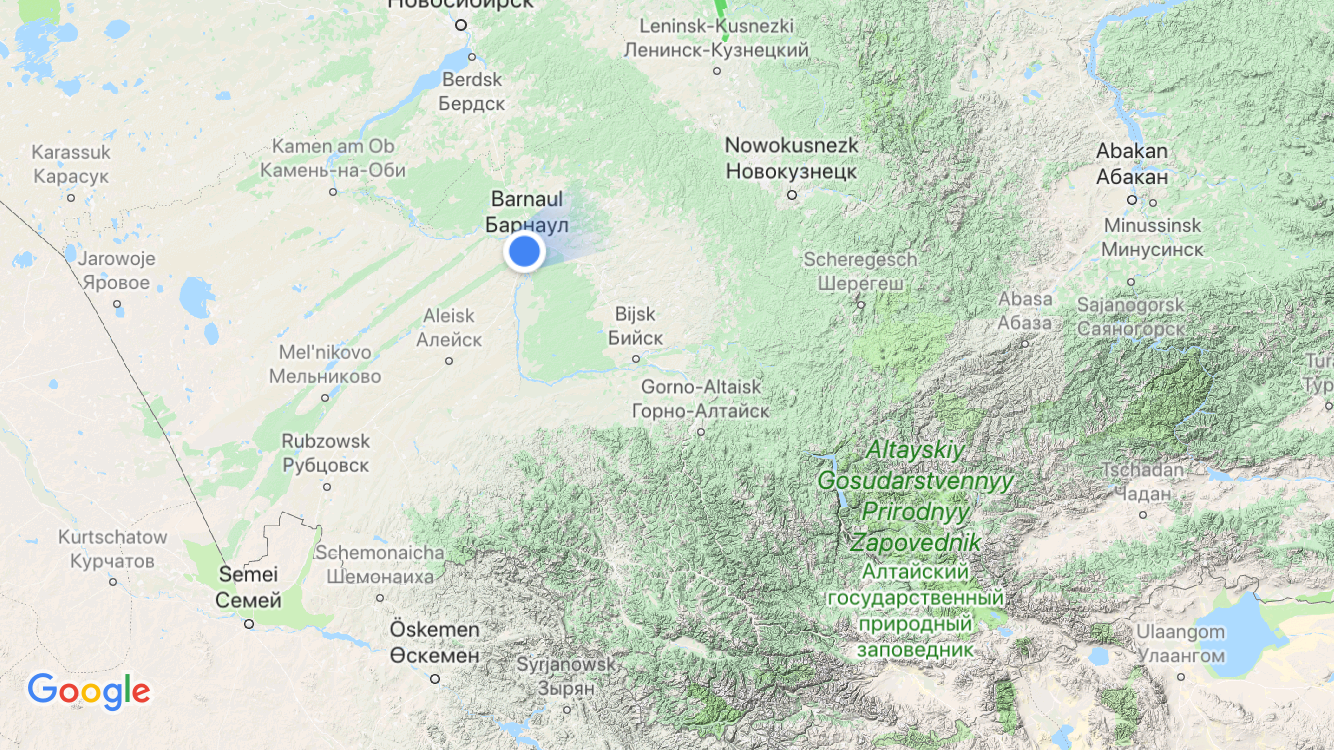 Новосибирск
Leninsk-Kusnezki
Ленинск-Кузнецкий
Berdsk
Бердск
Karassuk
Карасук
Kamen am Ob
Камень-на-Оби
Nowokusnezk
Новокузнецк
Abakan
Абакан
Barnaul
Барнаул
Minussinsk
Минусинск
Jarowoje
Яровое
Scheregesch
Шерегеш
Abasa
Абаза
Sajanogorsk
Саяногорск
Aleisk
Алейск
Bijsk
Бийск
Mel'nikovo
Мельниково
Gorno-Altaisk
Горно-Алтайск
Rubzowsk
Рубцовск
Altayskiy
Gosudarstvennyy
Prirodnyy
Zapovednik
Алтайский
государственный
природный
заповедник
Tschadan
Чадан
Kurtschatow
Курчатов
Schemonaicha
Шемонаиха
Semei
Семей
Öskemen
Өскемен
Syrjanowsk
Зырян
Ulaangom
Улаангом
Google